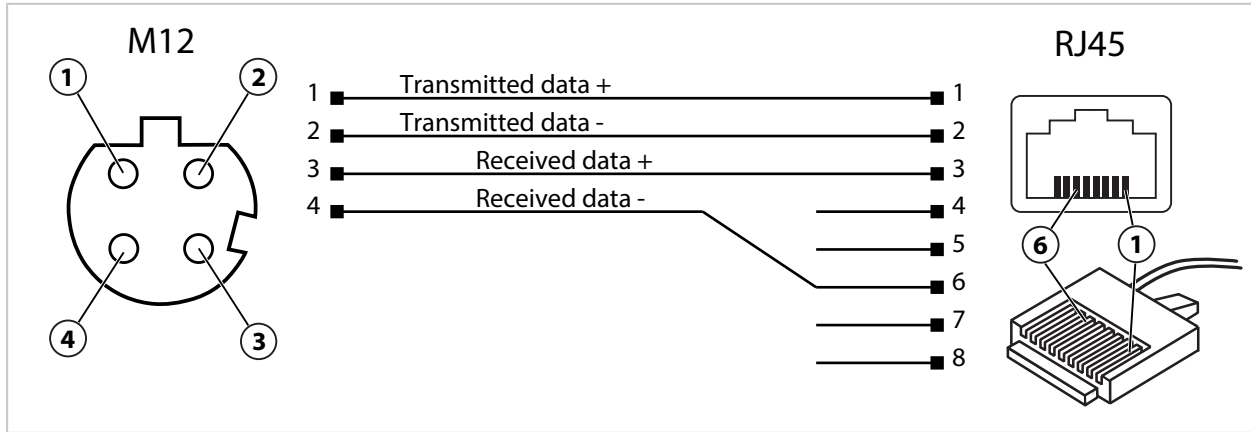 M12
RJ45
1
2
4
3
1 Transmitted data + 1
2 Transmitted data - 2
3 Received data + 3
4 Received data - 4
5
6
7
8
6
1